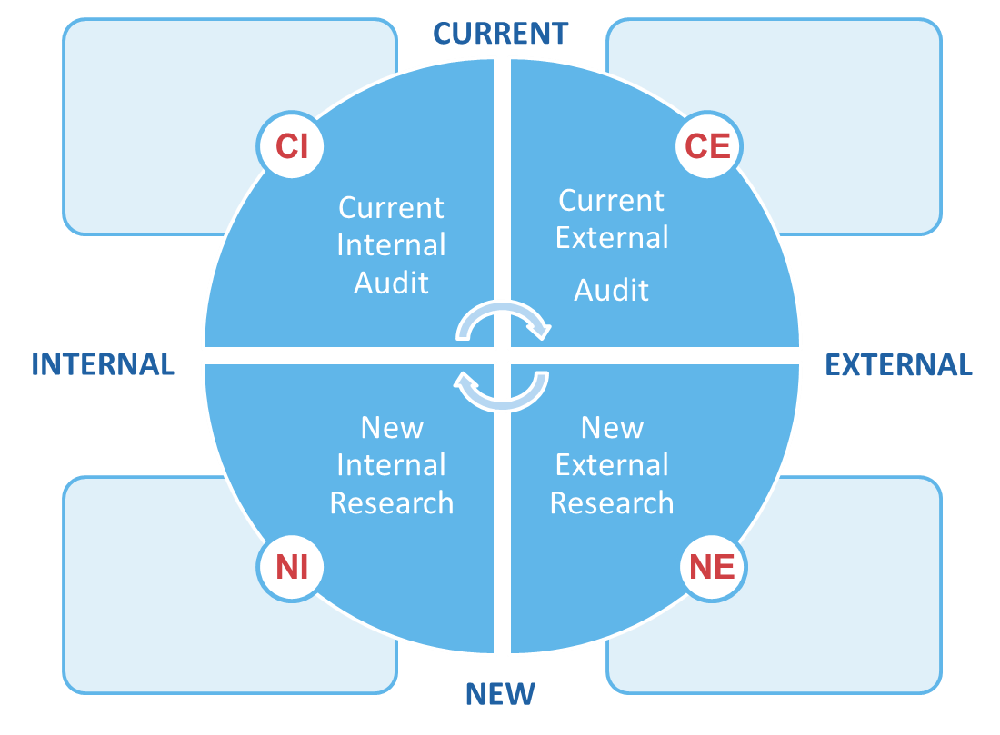 CURRENT
CI
CE
Current
Internal
Audit
Current
External
Audit
INTERNAL
EXTERNAL
New
Internal
Research
New
External
Research
NI
NE
NEW